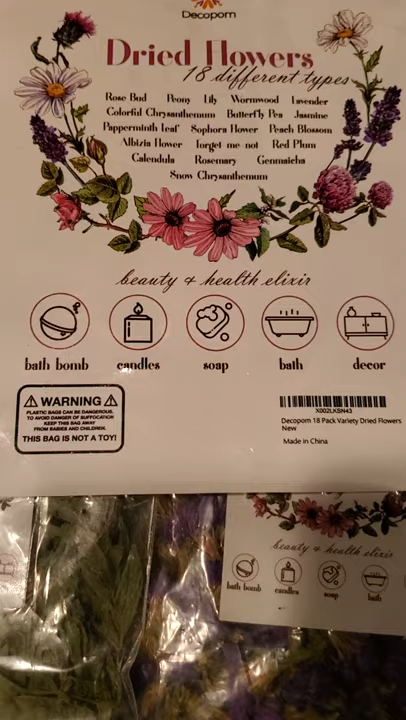 Decopom
Dried Flowers
18 different types
Rose Bud Peony Lily Wormwood Lavender
Colorful Chrysanthemum Butterfly Pea Jasmine
Papperminth Leaf Sophora Flower Peach Blossom
Albizia Flower Forget me not Red Plum
Calendula Rosemary Genmaicha
Snow Chrysanthemum
beauty & health elixir
bath bomb candles soap bath decor
WARNING
PLASTIC BAGS CAN BE DANGEROUS.
TO AVOID DANGER OF SUFFOCATION
KEEP THIS BAG AWAY
FROM BABIES AND CHILDREN.
THIS BAG IS NOT A TOY!
X002LKSN43
Decopom 18 Pack Variety Dried Flowers
New
Made in China
beauty & health elixir
bath bomb candles soap bath